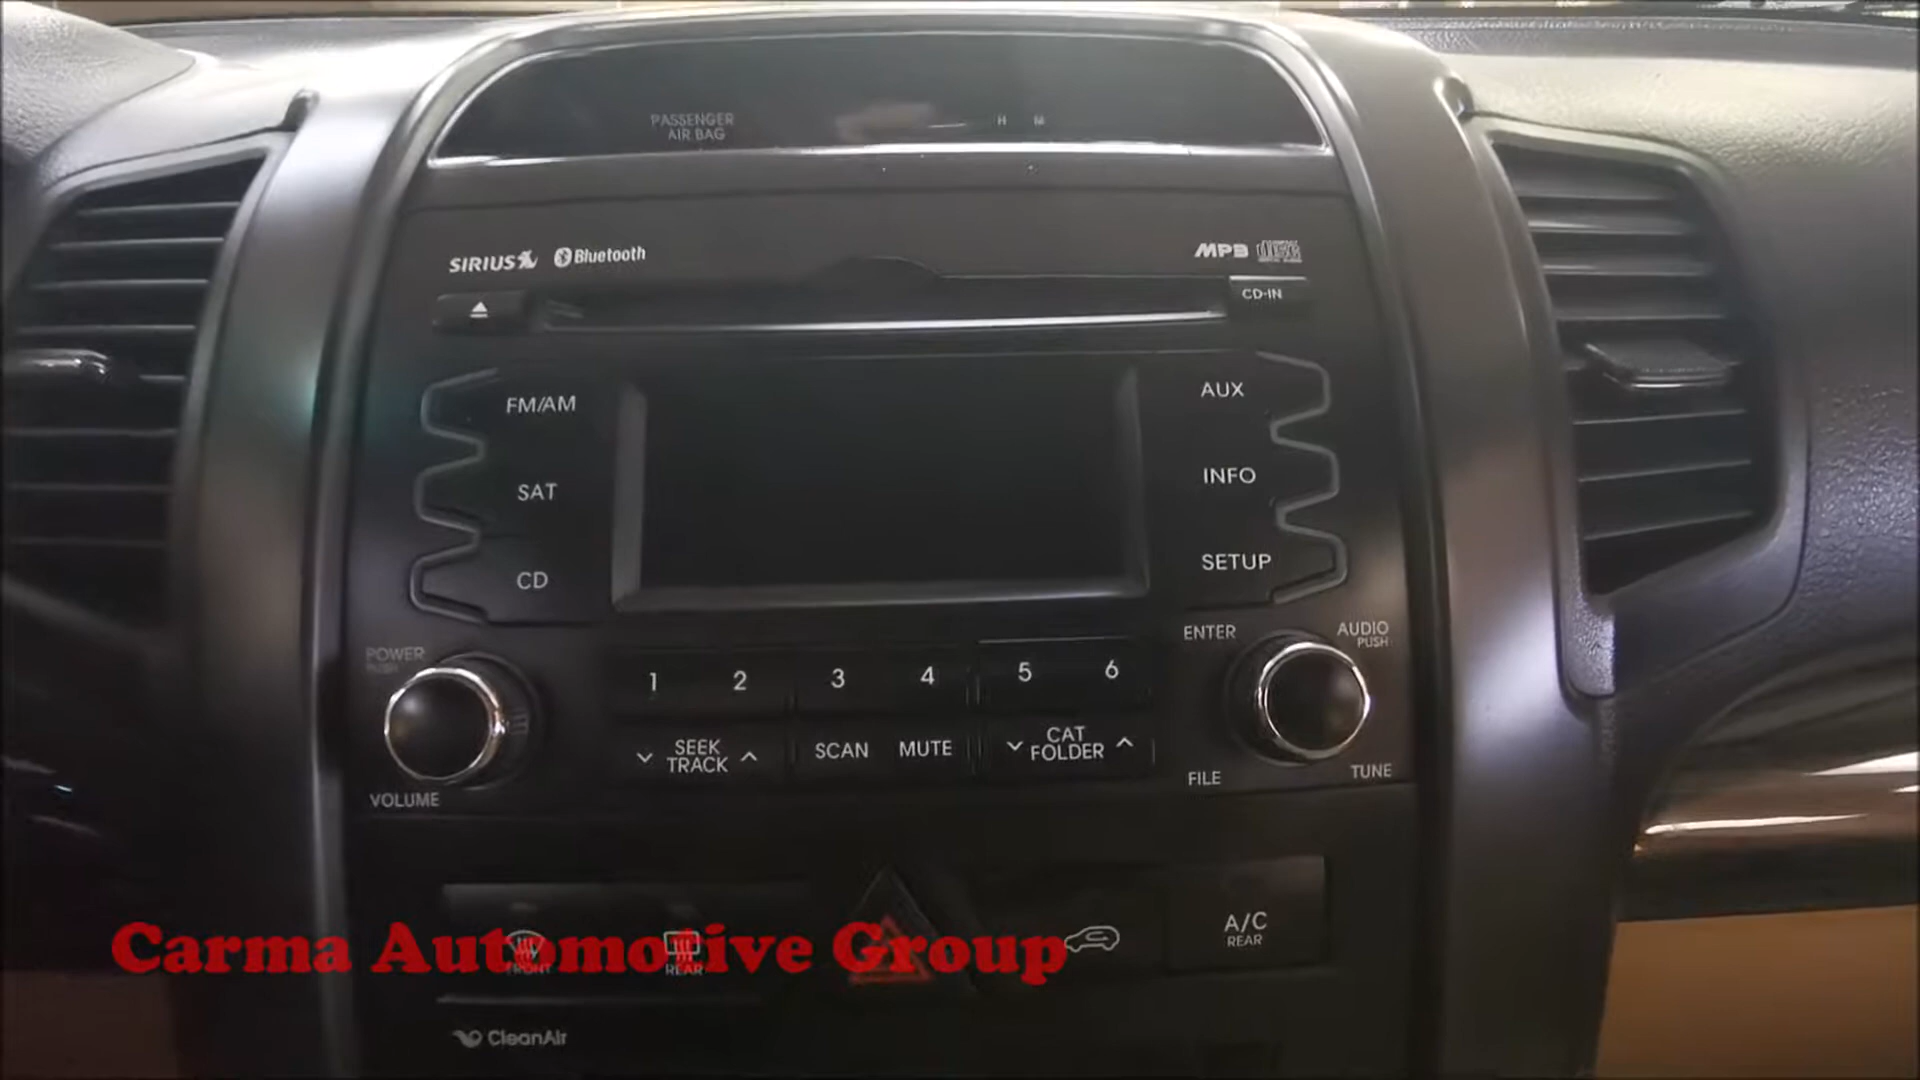 PASSENGER
AIR BAG
H M
SIRIUS
Bluetooth
MP3
CD-IN
FM/AM
AUX
SAT
INFO
CD
SETUP
POWER
PUSH
ENTER
AUDIO
PUSH
1 2 3 4 5 6
SEEK
TRACK
SCAN
MUTE
CAT
FOLDER
VOLUME
FILE
TUNE
A/C
REAR
Carma Automotive Group
FRONT
REAR
CleanAir